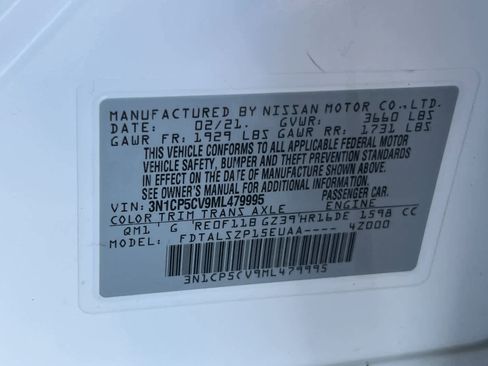 MANUFACTURED BY NISSAN MOTOR CO.,LTD.
DATE: 02/21. GVWR: 3660 LBS
GAWR FR: 1929 LBS GAWR RR: 1731 LBS
THIS VEHICLE CONFORMS TO ALL APPLICABLE FEDERAL MOTOR
VEHICLE SAFETY, BUMPER AND THEFT PREVENTION STANDARDS
IN EFFECT ON THE DATE OF MANUFACTURE SHOWN ABOVE.
SEE OWNER'S MANUAL FOR ADDITIONAL INFORMATION.
VIN: 3N1CP5CV9ML479995 PASSENGER CAR.
COLOR TRIM TRANS AXLE ENGINE
QM1 G RE0F11B GZ39 HR16DE 1598 CC
MODEL: FDTALSZP15EUAA---- 4Z000
3N1CP5CV9ML479995